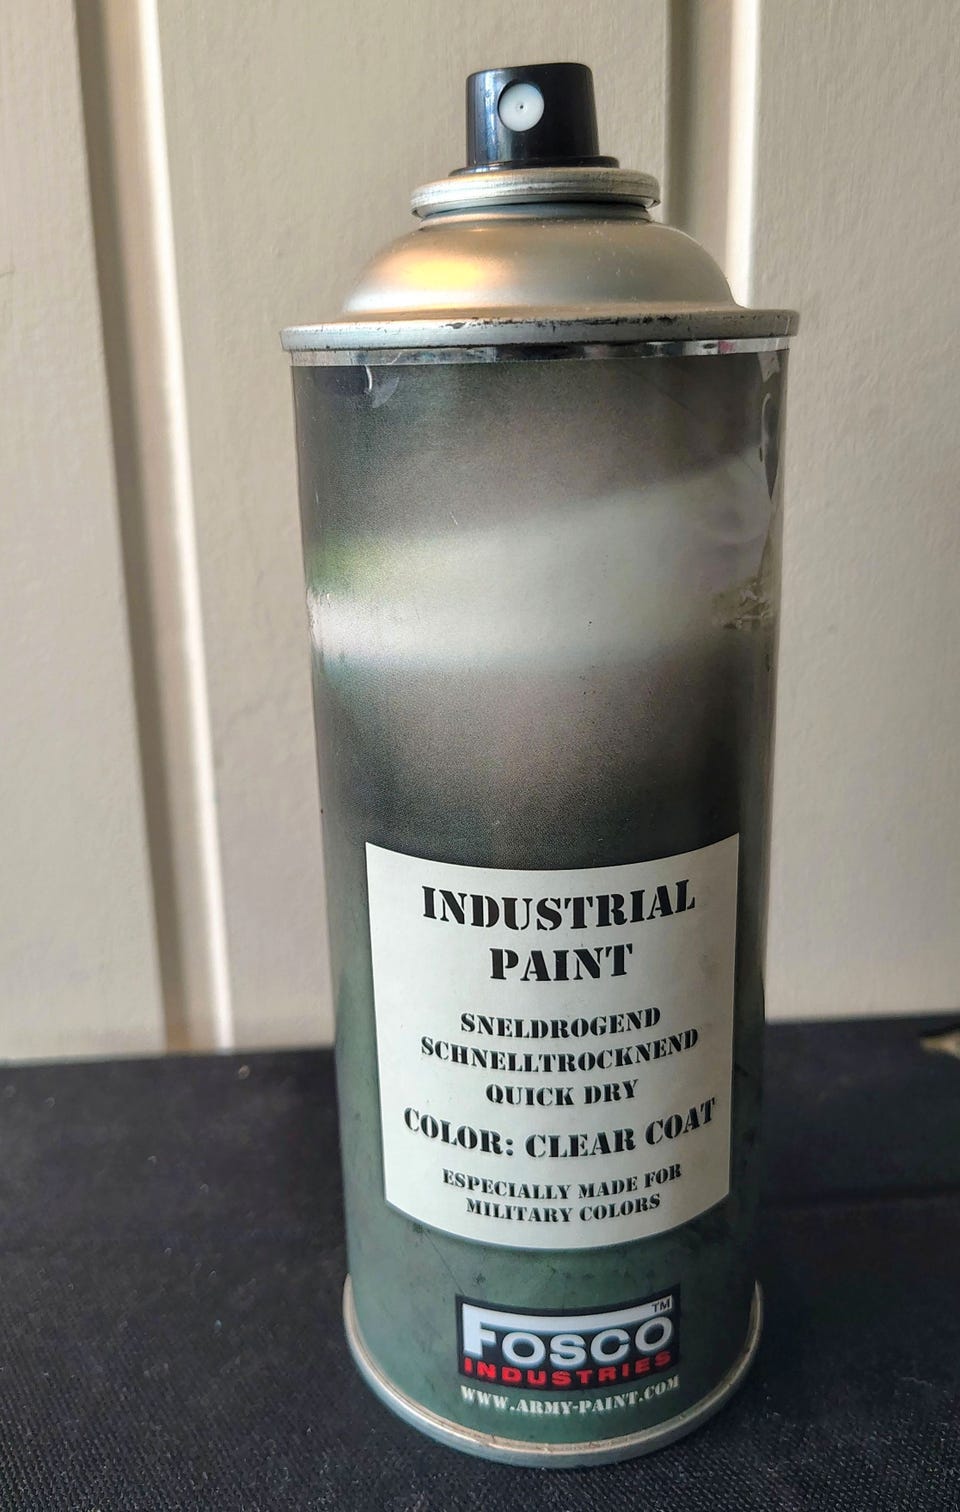 INDUSTRIAL
PAINT
SNELDROGEND
SCHNELLTROCKNEND
QUICK DRY
COLOR: CLEAR COAT
ESPECIALLY MADE FOR
MILITARY COLORS
FOSCO™
INDUSTRIES
WWW.ARMY-PAINT.COM